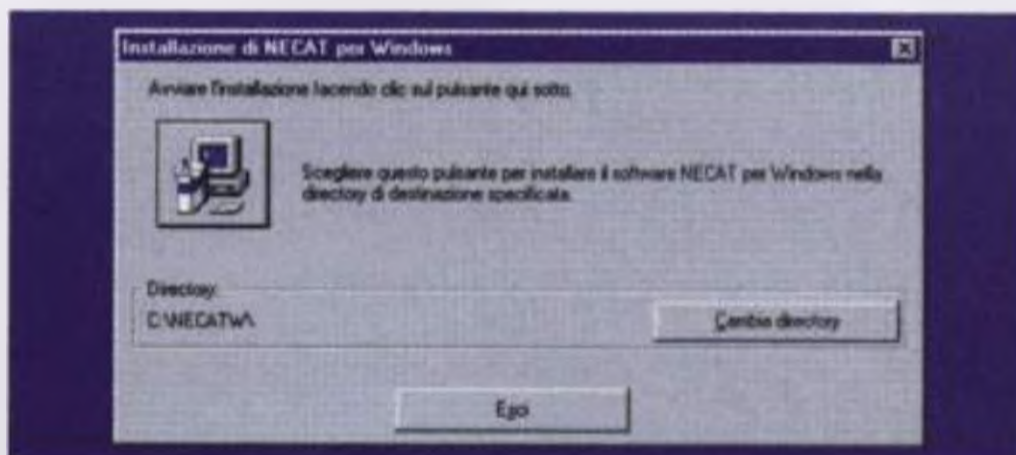 Installazione di NECAT per Windows
Avviare l'installazione facendo clic sul pulsante qui sotto.
Scegliere questo pulsante per installare il software NECAT per Windows nella
directory di destinazione specificata.
Directory:
C:\NECATW\
Cambia directory
Esci